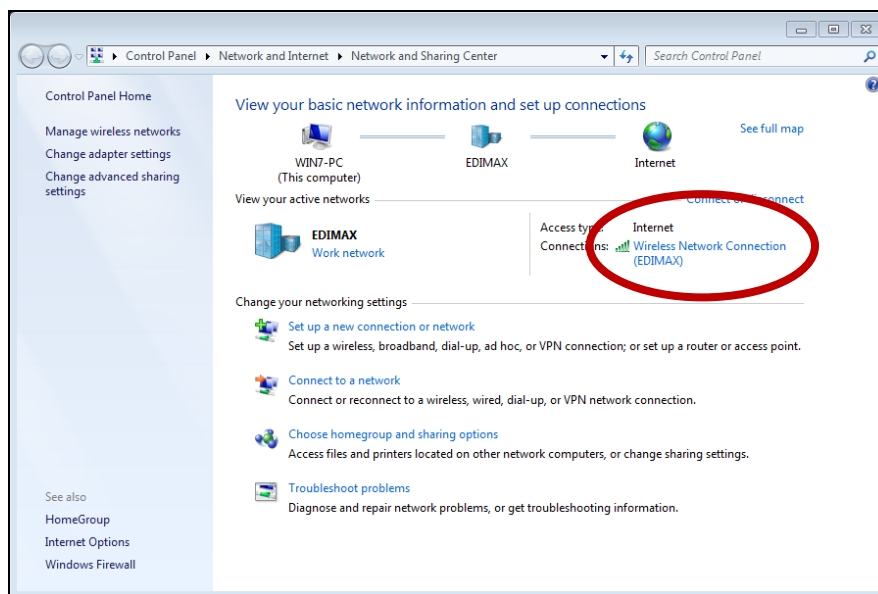 Control Panel Network and Internet Network and Sharing Center Search Control Panel
Control Panel Home
Manage wireless networks
Change adapter settings
Change advanced sharing
settings
See also
HomeGroup
Internet Options
Windows Firewall
View your basic network information and set up connections
See full map
WIN7-PC EDIMAX Internet
(This computer)
View your active networks Connect or disconnect
EDIMAX
Work network
Access type: Internet
Connections: Wireless Network Connection
(EDIMAX)
Change your networking settings
Set up a new connection or network
Set up a wireless, broadband, dial-up, ad hoc, or VPN connection; or set up a router or access point.
Connect to a network
Connect or reconnect to a wireless, wired, dial-up, or VPN network connection.
Choose homegroup and sharing options
Access files and printers located on other network computers, or change sharing settings.
Troubleshoot problems
Diagnose and repair network problems, or get troubleshooting information.